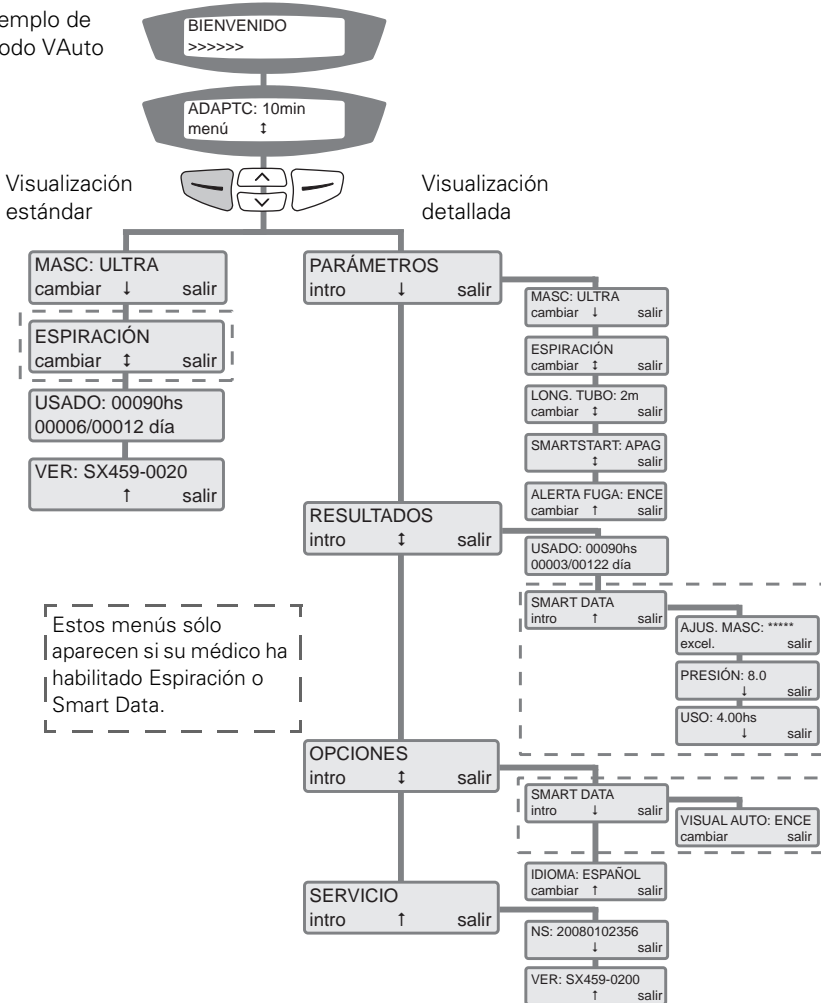 emplo de
odo VAuto
BIENVENIDO
>>>>>>
ADAPTC: 10min
menú ↕
Visualización
estándar
Visualización
detallada
MASC: ULTRA
cambiar ↓ salir
ESPIRACIÓN
cambiar ↕ salir
USADO: 00090hs
00006/00012 día
VER: SX459-0020
↑ salir
Estos menús sólo
aparecen si su médico ha
habilitado Espiración o
Smart Data.
PARÁMETROS
intro ↓ salir
MASC: ULTRA
cambiar ↓ salir
ESPIRACIÓN
cambiar ↕ salir
LONG. TUBO: 2m
cambiar ↕ salir
SMARTSTART: APAG
↕ salir
ALERTA FUGA: ENCE
cambiar ↑ salir
RESULTADOS
intro ↕ salir
USADO: 00090hs
00003/00122 día
SMART DATA
intro ↑ salir
AJUS. MASC: *****
excel. salir
PRESIÓN: 8.0
↓ salir
USO: 4.00hs
↓ salir
OPCIONES
intro ↕ salir
SMART DATA
intro ↓ salir
VISUAL AUTO: ENCE
cambiar salir
IDIOMA: ESPAÑOL
cambiar ↑ salir
SERVICIO
intro ↑ salir
NS: 20080102356
↓ salir
VER: SX459-0200
↑ salir